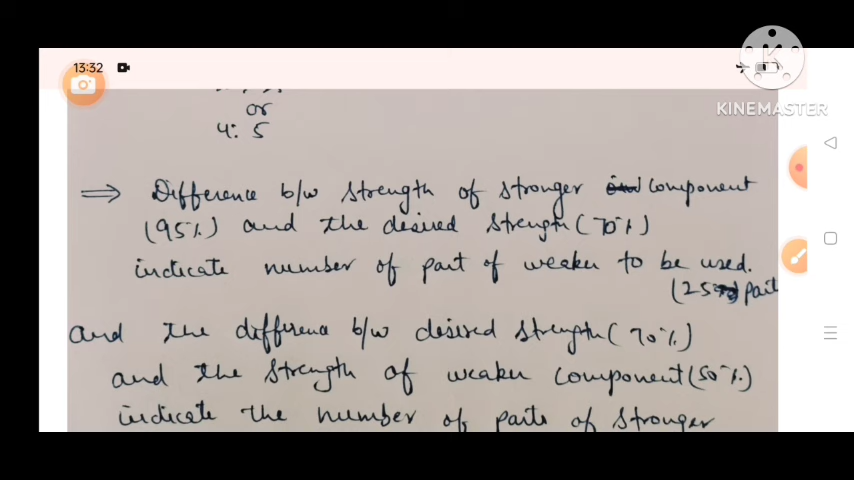 13:32
KINEMASTER
or
4: 5
⇒ Difference b/w strength of stronger component
(95%) and the desired strength (70%)
indicate number of part of weaker to be used.
(25 part
and the difference b/w desired strength (70%)
and the strength of weaker component (50%)
indicate the number of parts of stronger